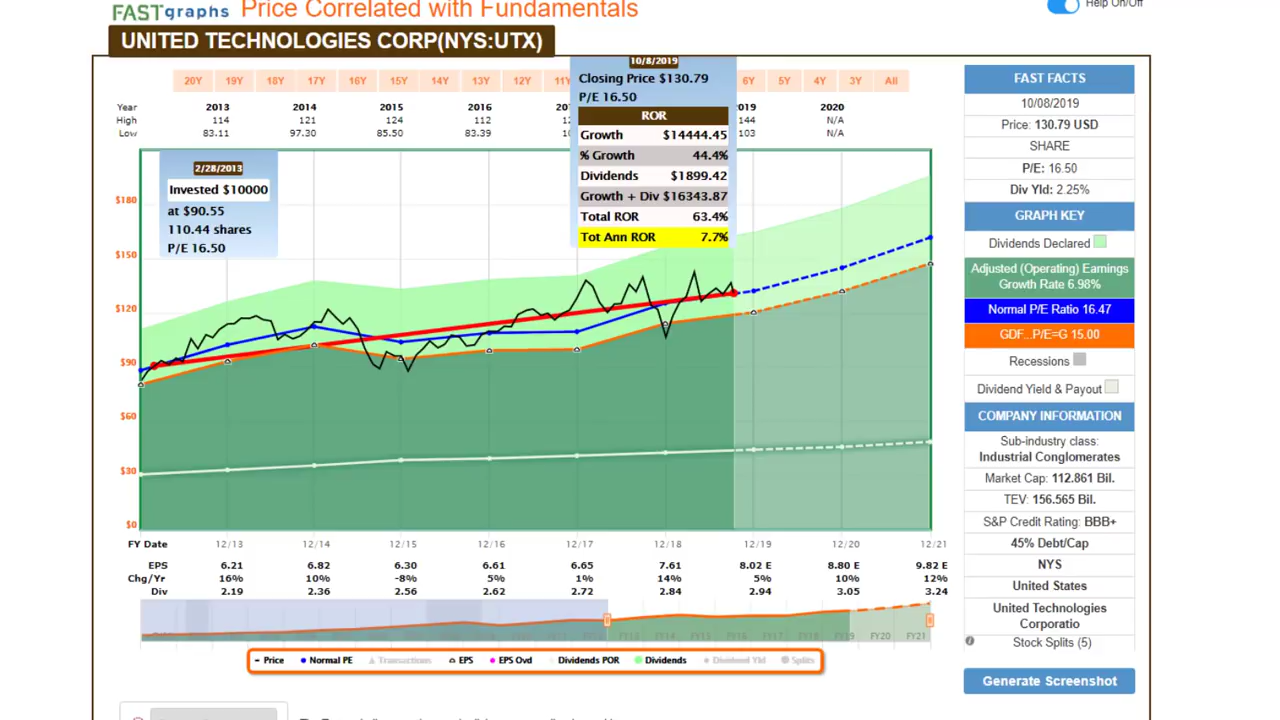 FASTgraphs Price Correlated with Fundamentals
Help On/Off
UNITED TECHNOLOGIES CORP(NYS:UTX)
20Y 19Y 18Y 17Y 16Y 15Y 14Y 13Y 12Y 11Y 6Y 5Y 4Y 3Y All
Year 2013 2014 2015 2016 2020
High 114 121 124 112 144 N/A
Low 83.11 97.30 85.50 83.39 103 N/A
10/8/2019
Closing Price $130.79
P/E 16.50
ROR
Growth $14444.45
% Growth 44.4%
Dividends $1899.42
Growth + Div $16343.87
Total ROR 63.4%
Tot Ann ROR 7.7%
2/28/2013
Invested $10000
at $90.55
110.44 shares
P/E 16.50
$180
$150
$120
$90
$60
$30
$0
FY Date 12/13 12/14 12/15 12/16 12/17 12/18 12/19 12/20 12/21
EPS 6.21 6.82 6.30 6.61 6.65 7.61 8.02 E 8.80 E 9.82 E
Chg/Yr 16% 10% -8% 5% 1% 14% 5% 10% 12%
Div 2.19 2.36 2.56 2.62 2.72 2.84 2.94 3.05 3.24
FY13 FY14 FY15 FY16 FY17 FY18 FY19 FY20 FY21
Price Normal PE Transactions EPS EPS Ovd Dividends POR Dividends Dividend Yld Splits
FAST FACTS
10/08/2019
Price: 130.79 USD
SHARE
P/E: 16.50
Div Yld: 2.25%
GRAPH KEY
Dividends Declared
Adjusted (Operating) Earnings
Growth Rate 6.98%
Normal P/E Ratio 16.47
GDF...P/E=G 15.00
Recessions
Dividend Yield & Payout
COMPANY INFORMATION
Sub-industry class:
Industrial Conglomerates
Market Cap: 112.861 Bil.
TEV: 156.565 Bil.
S&P Credit Rating: BBB+
45% Debt/Cap
NYS
United States
United Technologies
Corporatio
Stock Splits (5)
Generate Screenshot